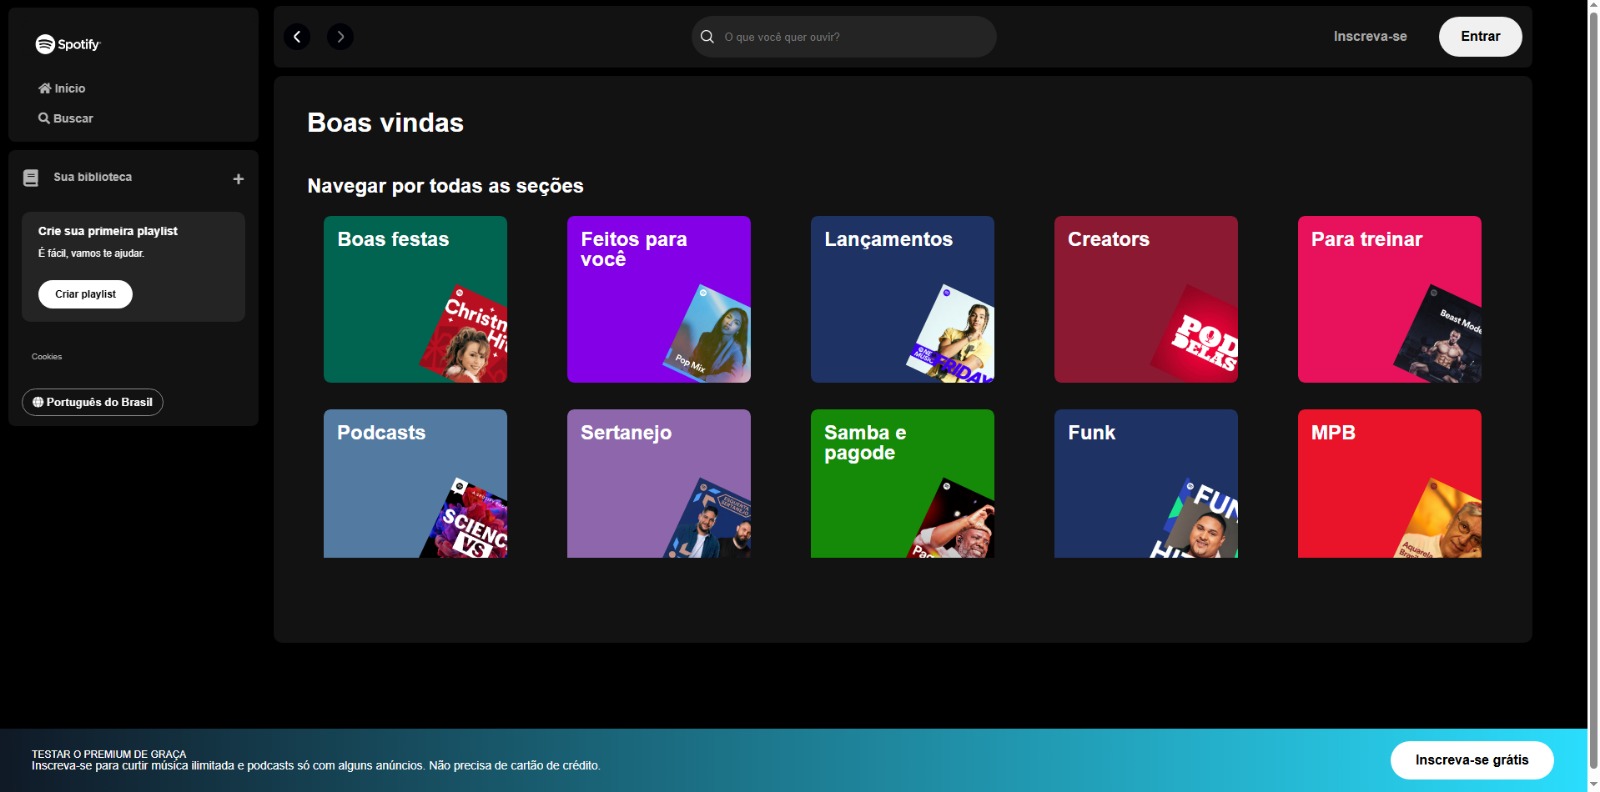 Spotify
Início
Buscar
Sua biblioteca
Crie sua primeira playlist
É fácil, vamos te ajudar.
Criar playlist
Cookies
Português do Brasil
O que você quer ouvir?
Inscreva-se
Entrar
Boas vindas
Navegar por todas as seções
Boas festas
Feitos para
você
Pop Mix
Lançamentos
FRIDAY
Creators
POD
DELAS
Para treinar
Beast Mode
Podcasts
SCIENC
VS
Sertanejo
ESQUENTA
SERTANEJO
Samba e
pagode
Funk
FUN
MPB
Aquarela
TESTAR O PREMIUM DE GRAÇA
Inscreva-se para curtir música ilimitada e podcasts só com alguns anúncios. Não precisa de cartão de crédito.
Inscreva-se grátis